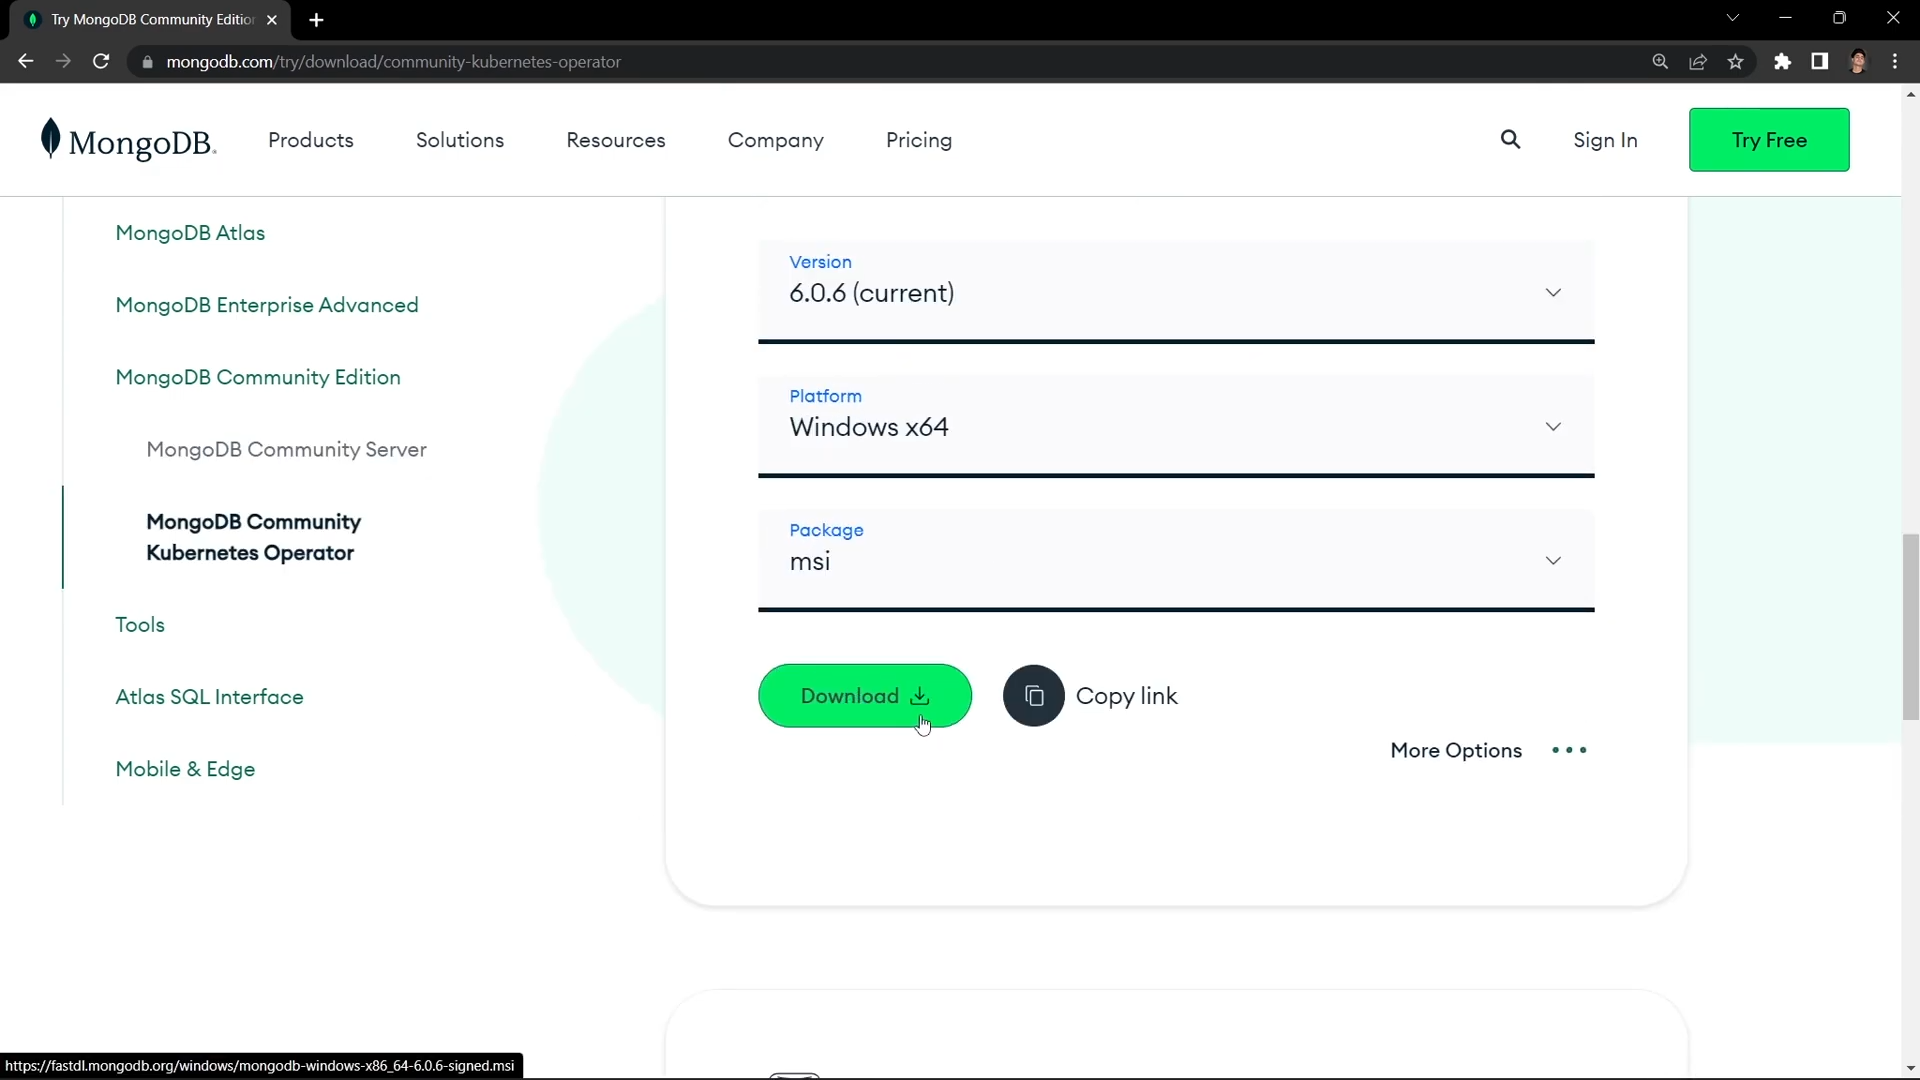 Try MongoDB Community Editio
mongodb.com/try/download/community-kubernetes-operator
MongoDB.
Products
Solutions
Resources
Company
Pricing
Sign In
Try Free
MongoDB Atlas
MongoDB Enterprise Advanced
MongoDB Community Edition
MongoDB Community Server
MongoDB Community
Kubernetes Operator
Tools
Atlas SQL Interface
Mobile & Edge
Version
6.0.6 (current)
Platform
Windows x64
Package
msi
Download
Copy link
More Options
https://fastdl.mongodb.org/windows/mongodb-windows-x86_64-6.0.6-signed.msi